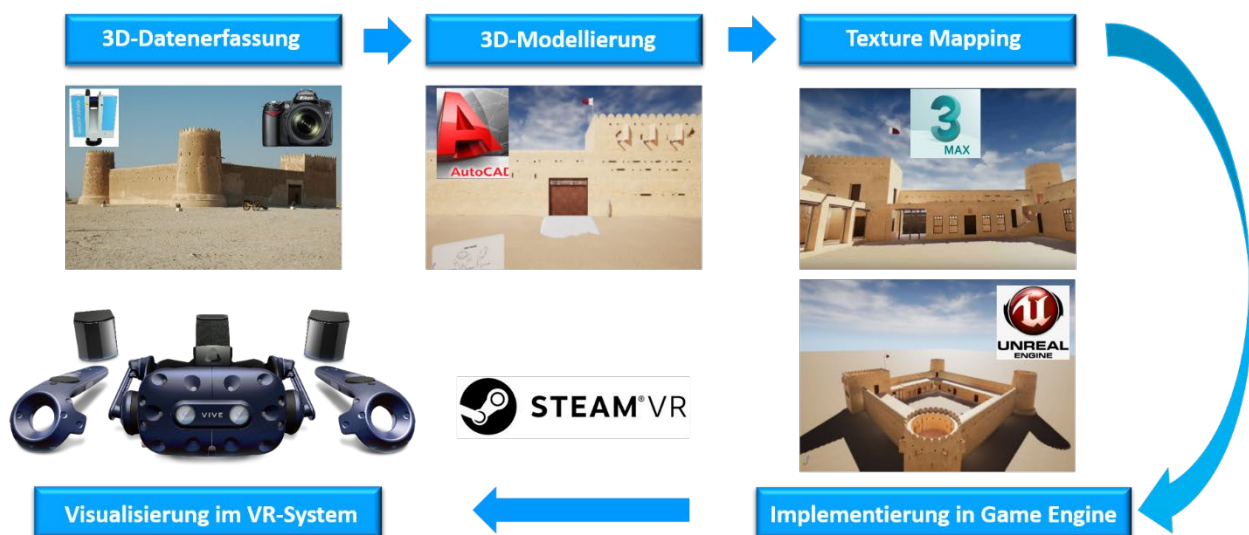 3D-Datenerfassung
3D-Modellierung
Texture Mapping
Nikon
AutoCAD
3
MAX
UNREAL
ENGINE
VIVE
STEAM®VR
Visualisierung im VR-System
Implementierung in Game Engine